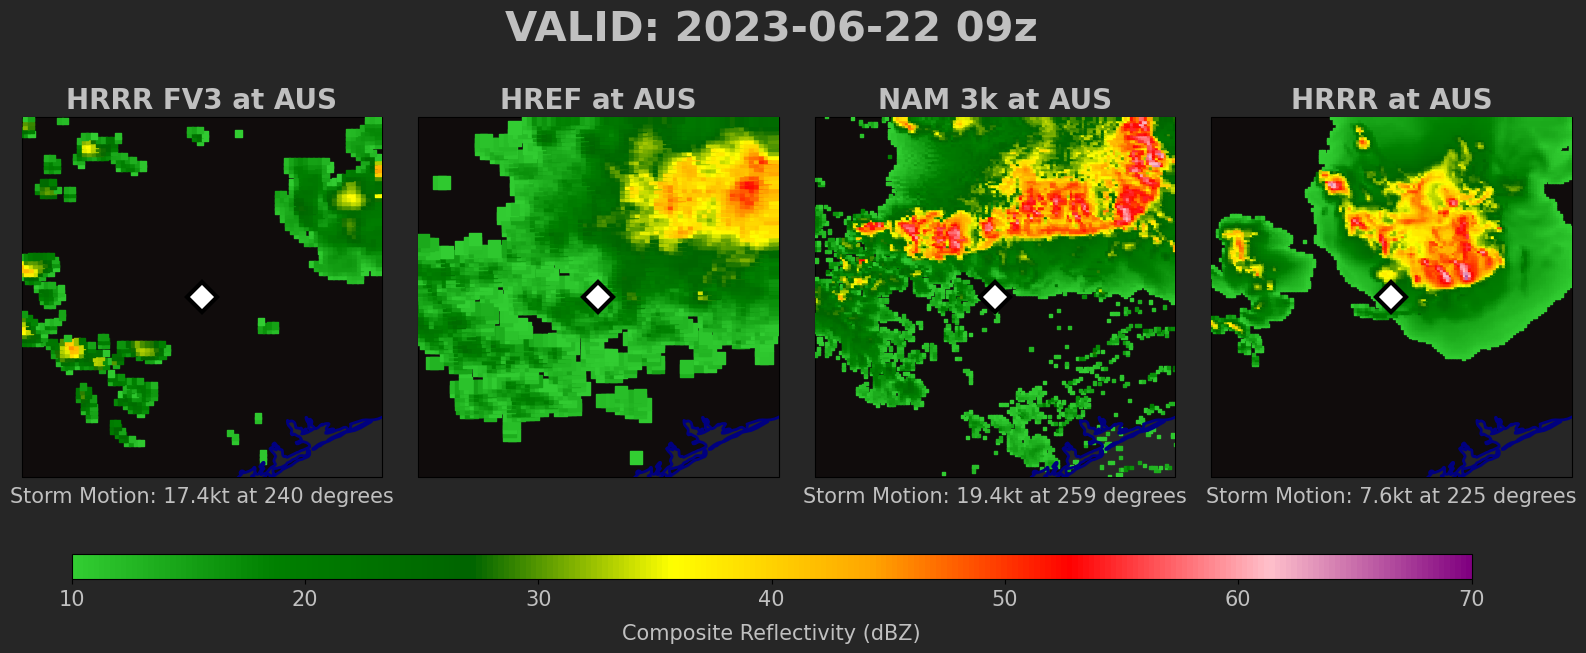 VALID: 2023-06-22 09z
HRRR FV3 at AUS
HREF at AUS
NAM 3k at AUS
HRRR at AUS
Storm Motion: 17.4kt at 240 degrees
Storm Motion: 19.4kt at 259 degrees
Storm Motion: 7.6kt at 225 degrees
10 20 30 40 50 60 70
Composite Reflectivity (dBZ)